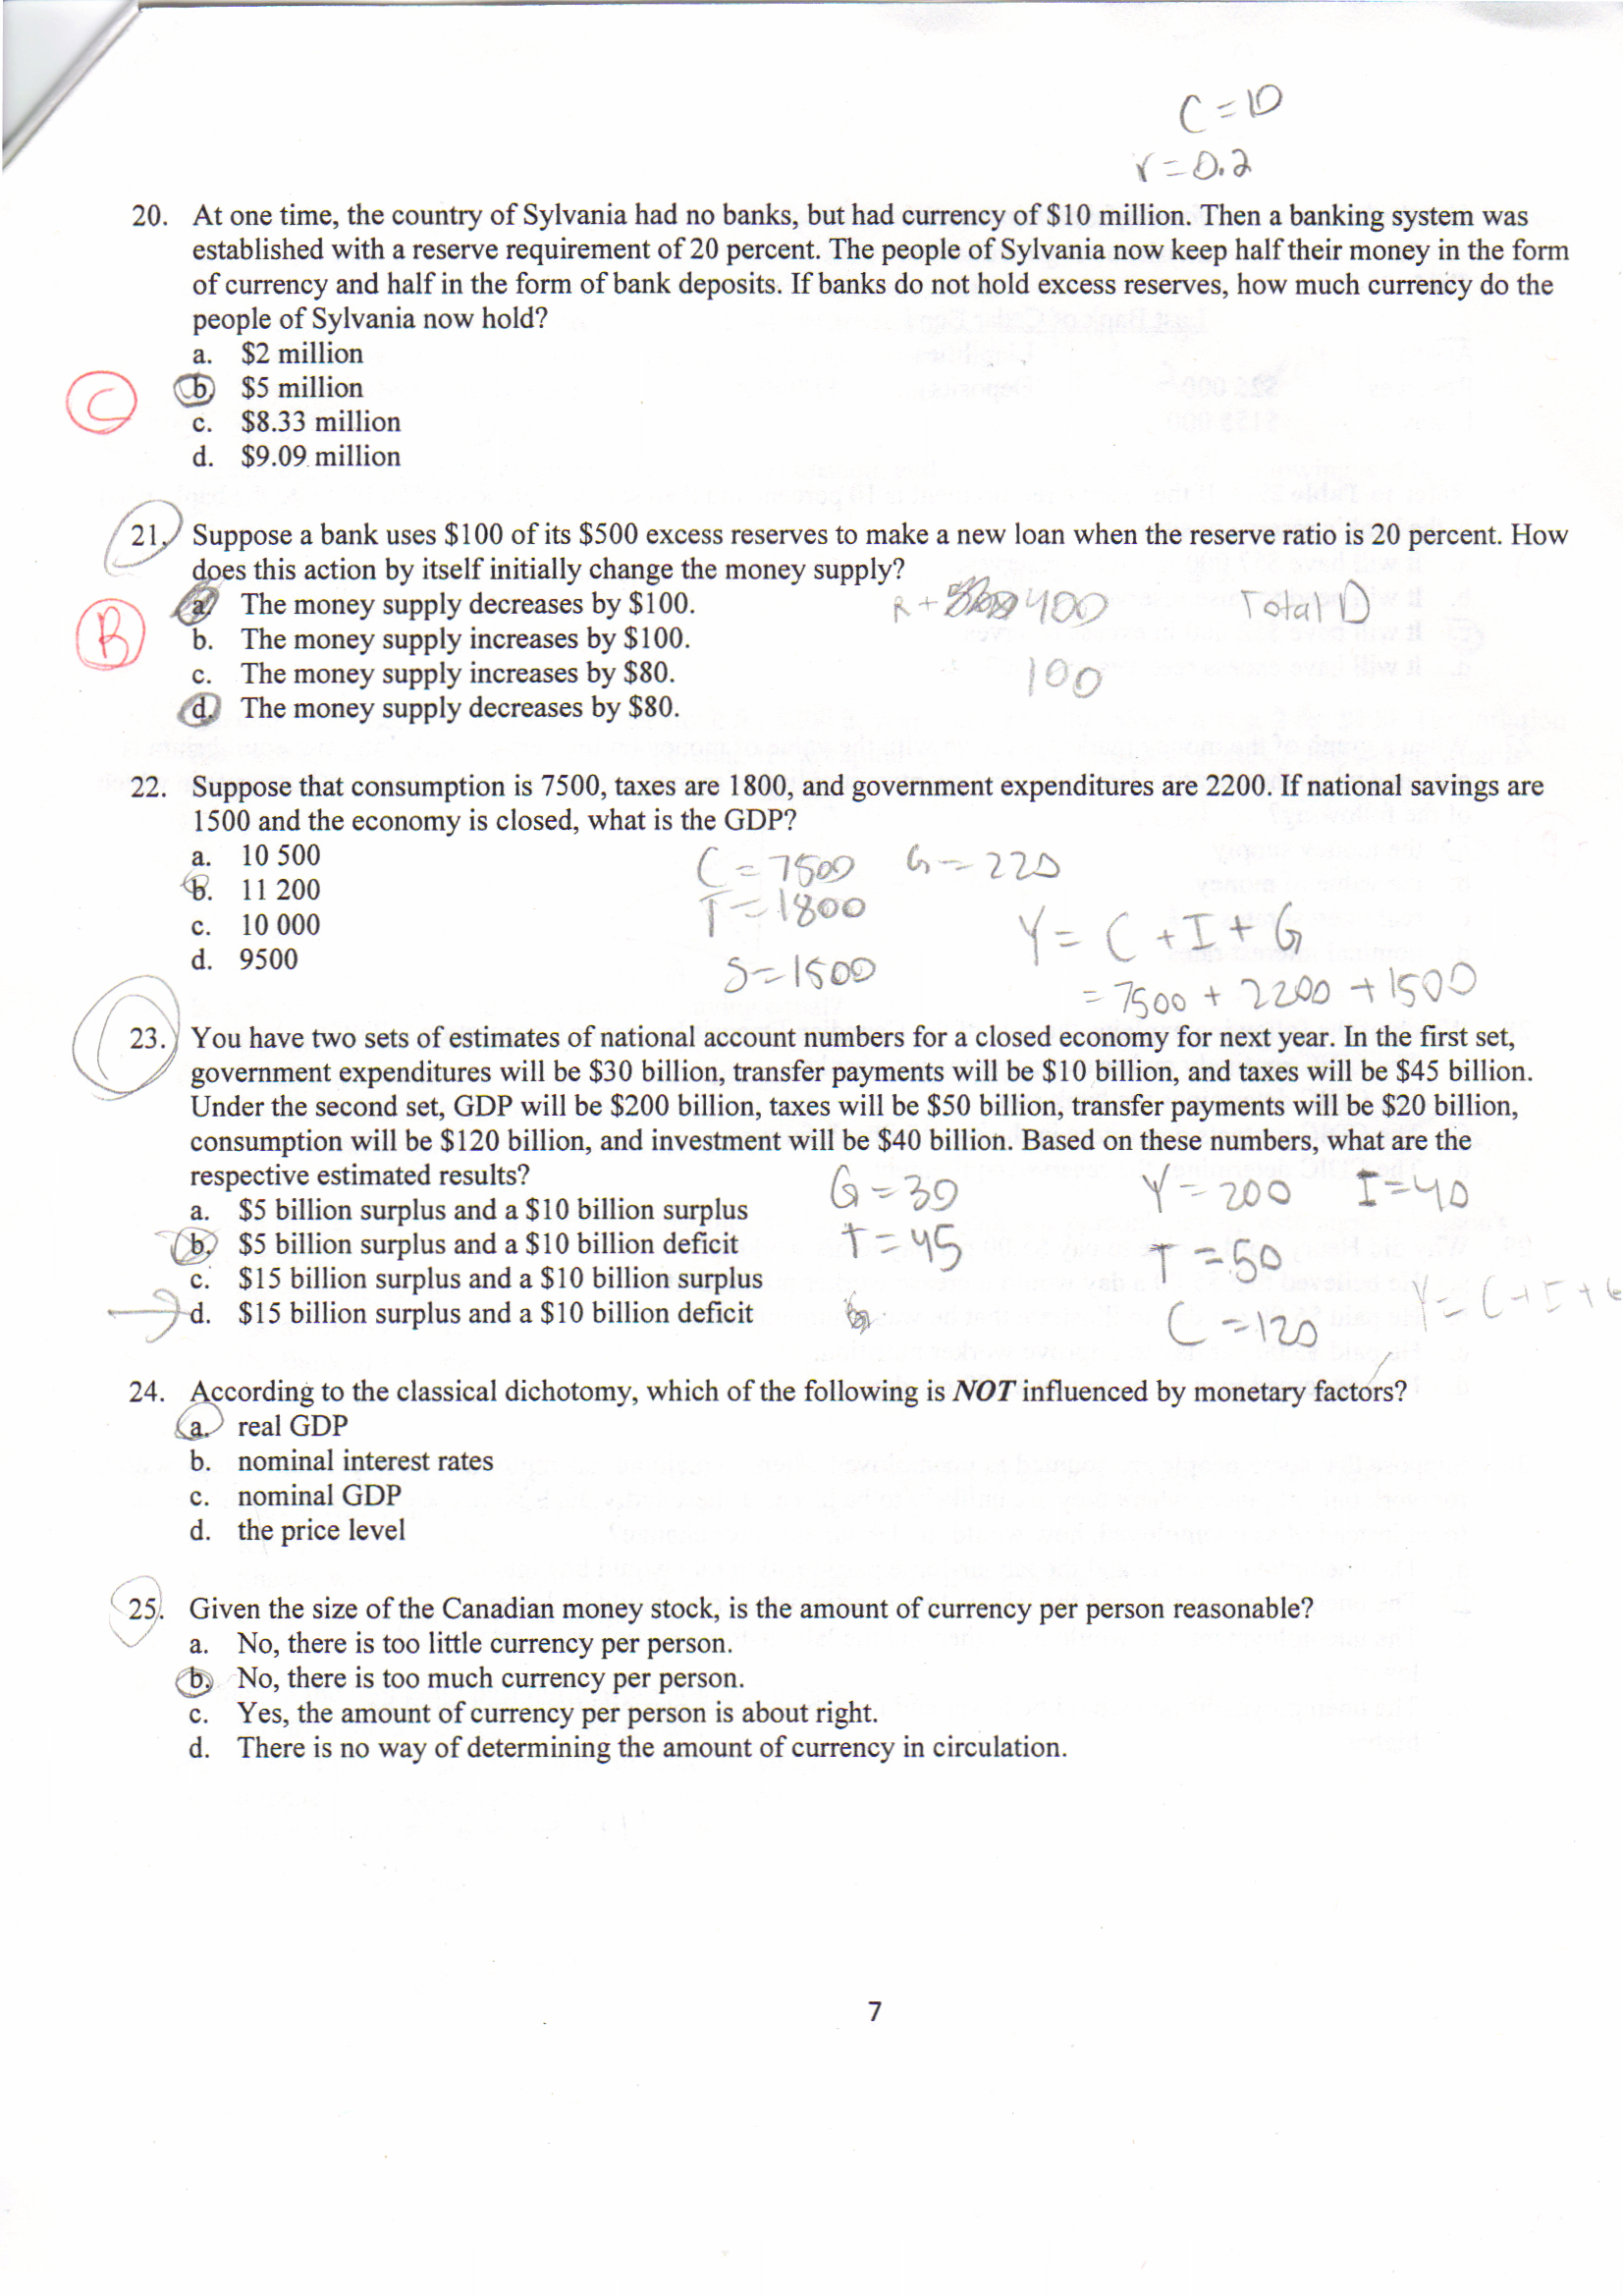 C = 10
r = 0.2
20. At one time, the country of Sylvania had no banks, but had currency of $10 million. Then a banking system was
established with a reserve requirement of 20 percent. The people of Sylvania now keep half their money in the form
of currency and half in the form of bank deposits. If banks do not hold excess reserves, how much currency do the
people of Sylvania now hold?
a. $2 million
C b. $5 million
c. $8.33 million
d. $9.09 million
21. Suppose a bank uses $100 of its $500 excess reserves to make a new loan when the reserve ratio is 20 percent. How
does this action by itself initially change the money supply?
a. The money supply decreases by $100. R + 400 Total D
B b. The money supply increases by $100.
c. The money supply increases by $80. 100
d. The money supply decreases by $80.
22. Suppose that consumption is 7500, taxes are 1800, and government expenditures are 2200. If national savings are
1500 and the economy is closed, what is the GDP?
a. 10 500 C = 7500 G = 220
b. 11 200 T = 1800
c. 10 000 Y = C + I + G
d. 9500 S = 1500
= 7500 + 2200 + 1500
23. You have two sets of estimates of national account numbers for a closed economy for next year. In the first set,
government expenditures will be $30 billion, transfer payments will be $10 billion, and taxes will be $45 billion.
Under the second set, GDP will be $200 billion, taxes will be $50 billion, transfer payments will be $20 billion,
consumption will be $120 billion, and investment will be $40 billion. Based on these numbers, what are the
respective estimated results?
a. $5 billion surplus and a $10 billion surplus G = 30 Y = 200 I = 40
b. $5 billion surplus and a $10 billion deficit T = 45 T = 50
c. $15 billion surplus and a $10 billion surplus
d. $15 billion surplus and a $10 billion deficit C = 120 Y = C + I + G
24. According to the classical dichotomy, which of the following is NOT influenced by monetary factors?
a. real GDP
b. nominal interest rates
c. nominal GDP
d. the price level
25. Given the size of the Canadian money stock, is the amount of currency per person reasonable?
a. No, there is too little currency per person.
b. No, there is too much currency per person.
c. Yes, the amount of currency per person is about right.
d. There is no way of determining the amount of currency in circulation.
7